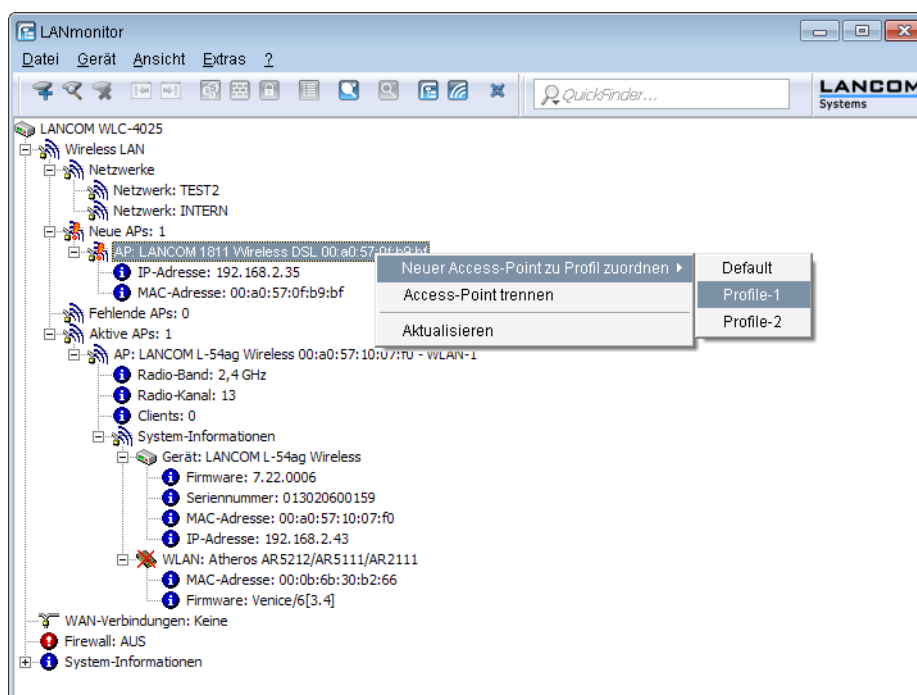 LANmonitor
Datei Gerät Ansicht Extras ?
QuickFinder...
LANCOM
Systems
LANCOM WLC-4025
Wireless LAN
Netzwerke
Netzwerk: TEST2
Netzwerk: INTERN
Neue APs: 1
AP: LANCOM 1811 Wireless DSL 00:a0:57:0f:b9:bf
Neuer Access-Point zu Profil zuordnen
Default
IP-Adresse: 192.168.2.35
MAC-Adresse: 00:a0:57:0f:b9:bf
Access-Point trennen
Profile-1
Fehlende APs: 0
Aktualisieren
Profile-2
Aktive APs: 1
AP: LANCOM L-54ag Wireless 00:a0:57:10:07:f0 - WLAN-1
Radio-Band: 2,4 GHz
Radio-Kanal: 13
Clients: 0
System-Informationen
Gerät: LANCOM L-54ag Wireless
Firmware: 7.22.0006
Seriennummer: 013020600159
MAC-Adresse: 00:a0:57:10:07:f0
IP-Adresse: 192.168.2.43
WLAN: Atheros AR5212/AR5111/AR2111
MAC-Adresse: 00:0b:6b:30:b2:66
Firmware: Venice/6[3.4]
WAN-Verbindungen: Keine
Firewall: AUS
System-Informationen